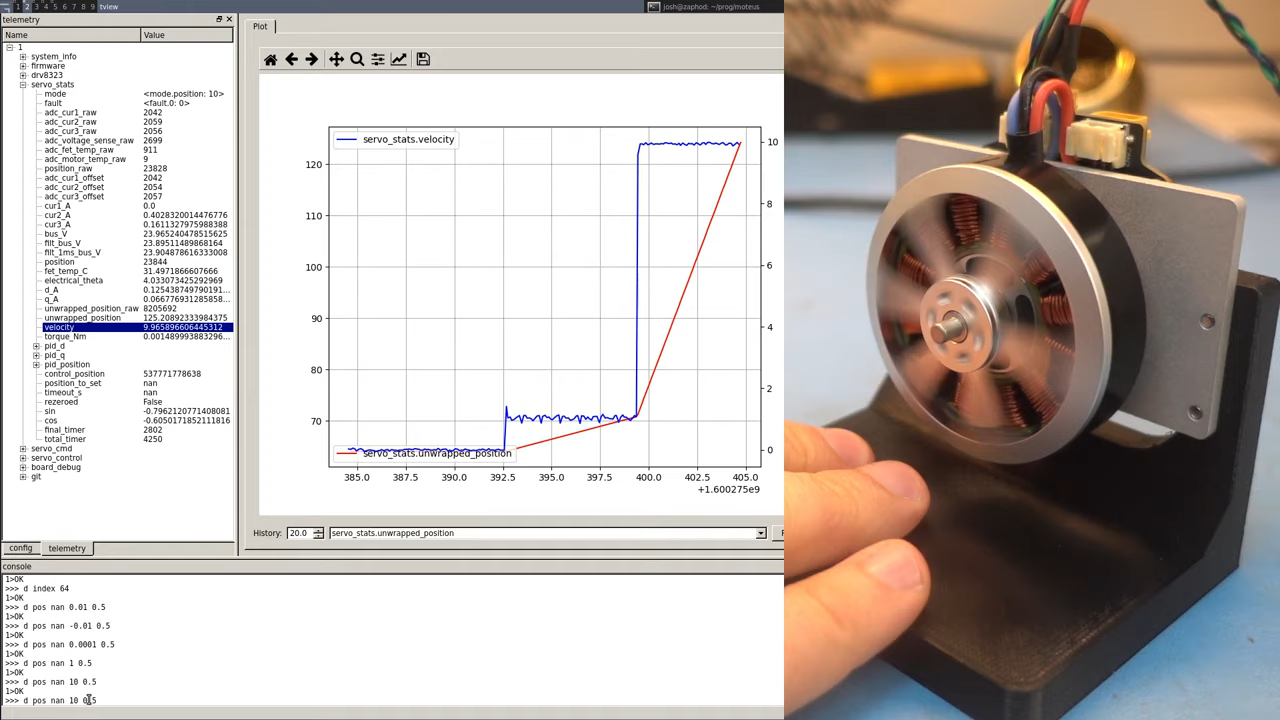 1 2 3 4 5 6 7 8 9 tview
josh@zaphod: ~/prog/moteus
telemetry
Name Value
1
system_info
firmware
drv8323
servo_stats
mode <mode.position: 10>
fault <fault.0: 0>
adc_cur1_raw 2042
adc_cur2_raw 2059
adc_cur3_raw 2056
adc_voltage_sense_raw 2699
adc_fet_temp_raw 911
adc_motor_temp_raw 9
position_raw 23828
adc_cur1_offset 2042
adc_cur2_offset 2054
adc_cur3_offset 2057
cur1_A 0.0
cur2_A 0.4028320014476776
cur3_A 0.1611327975988388
bus_V 23.965240478515625
filt_bus_V 23.89511489868164
filt_1ms_bus_V 23.904878616333008
position 23844
fet_temp_C 31.4971866607666
electrical_theta 4.033073425292969
d_A 0.125438749790191...
q_A 0.066776931285858...
unwrapped_position_raw 8205692
unwrapped_position 125.20892333984375
velocity 9.965896606445312
torque_Nm 0.001489993883296...
pid_d
pid_q
pid_position
control_position 537771778638
position_to_set nan
timeout_s nan
rezeroed False
sin -0.7962120771408081
cos -0.6050171852111816
final_timer 2802
total_timer 4250
servo_cmd
servo_control
board_debug
git
config telemetry
Plot
servo_stats.velocity
120
110
100
90
80
70
10
8
6
4
2
0
servo_stats.unwrapped_position
385.0 387.5 390.0 392.5 395.0 397.5 400.0 402.5 405.0
+1.600275e9
History: 20.0 servo_stats.unwrapped_position
console
1>OK
>>> d index 64
1>OK
>>> d pos nan 0.01 0.5
1>OK
>>> d pos nan -0.01 0.5
1>OK
>>> d pos nan 0.0001 0.5
1>OK
>>> d pos nan 1 0.5
1>OK
>>> d pos nan 10 0.5
1>OK
>>> d pos nan 10 0.5